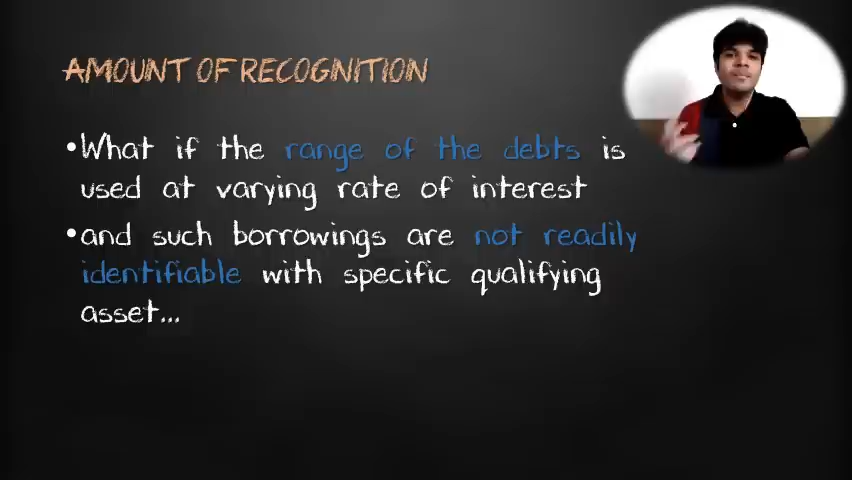 AMOUNT OF RECOGNITION
•What if the range of the debts is
used at varying rate of interest
•and such borrowings are not readily
identifiable with specific qualifying
asset...